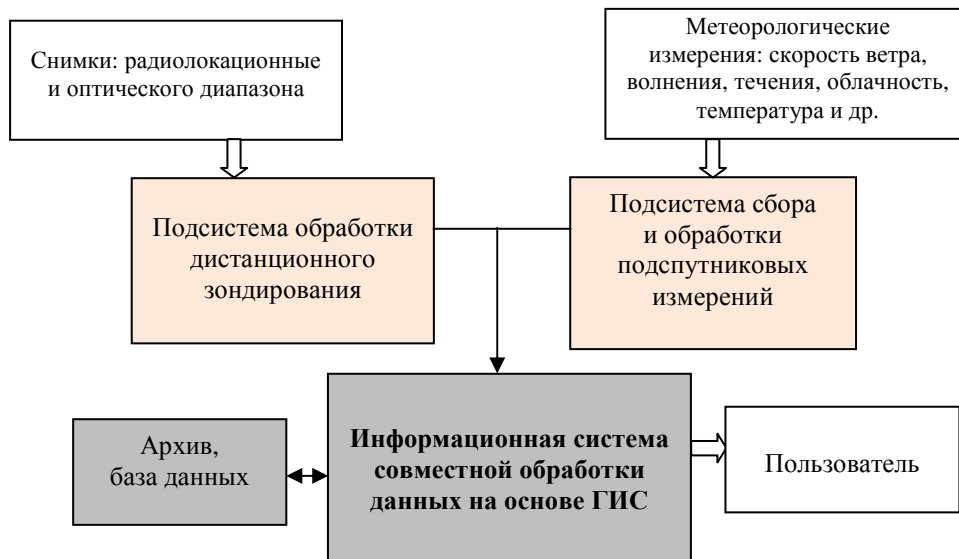 Снимки: радиолокационные
и оптического диапазона
Метеорологические
измерения: скорость ветра,
волнения, течения, облачность,
температура и др.
Подсистема обработки
дистанционного
зондирования
Подсистема сбора
и обработки
подспутниковых
измерений
Архив,
база данных
Информационная система
совместной обработки
данных на основе ГИС
Пользователь